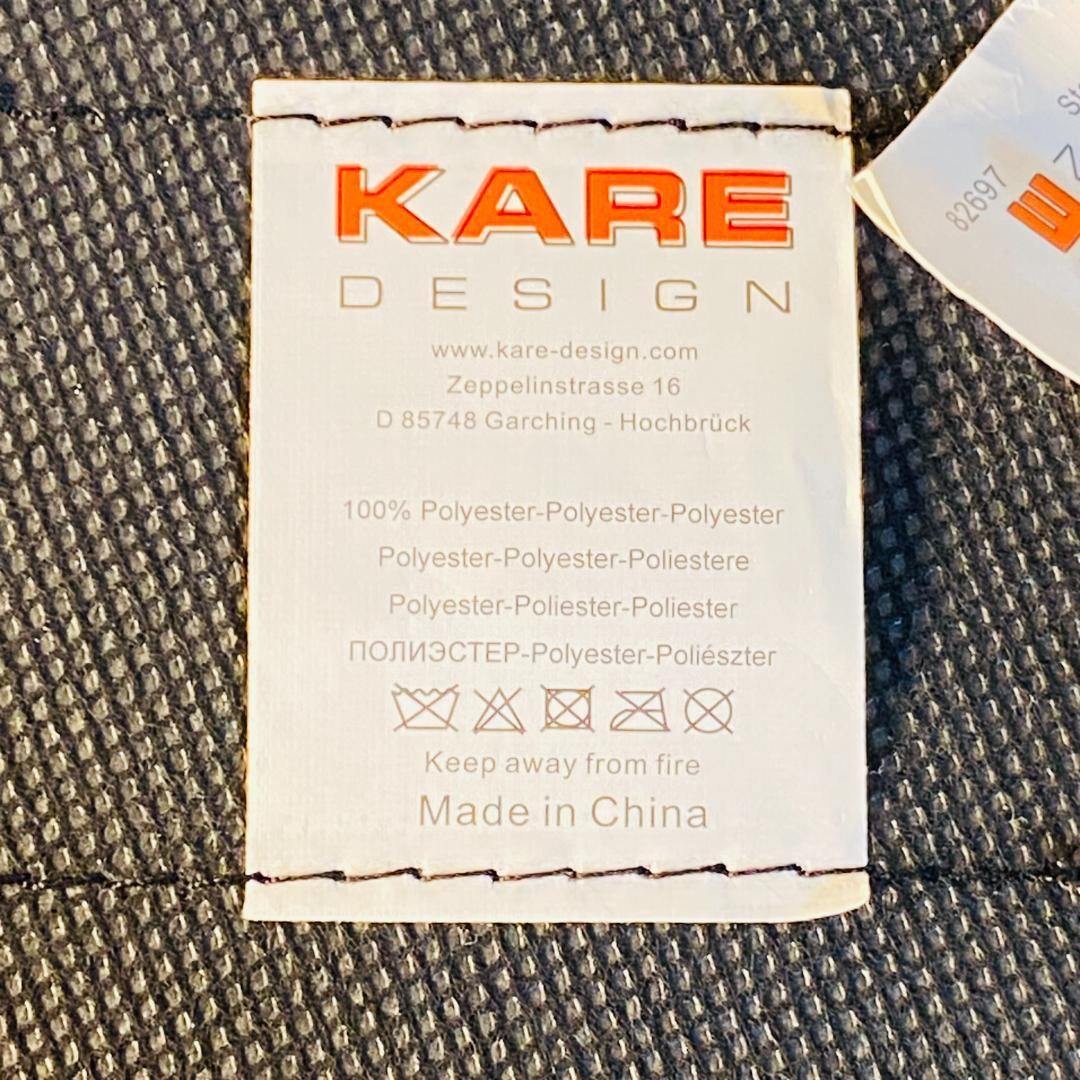 KARE
DESIGN
www.kare-design.com
Zeppelinstrasse 16
D 85748 Garching - Hochbrück
100% Polyester-Polyester-Polyester
Polyester-Polyester-Poliestere
Polyester-Poliester-Poliester
ПОЛИЭСТЕР-Polyester-Poliészter
Keep away from fire
Made in China
82697